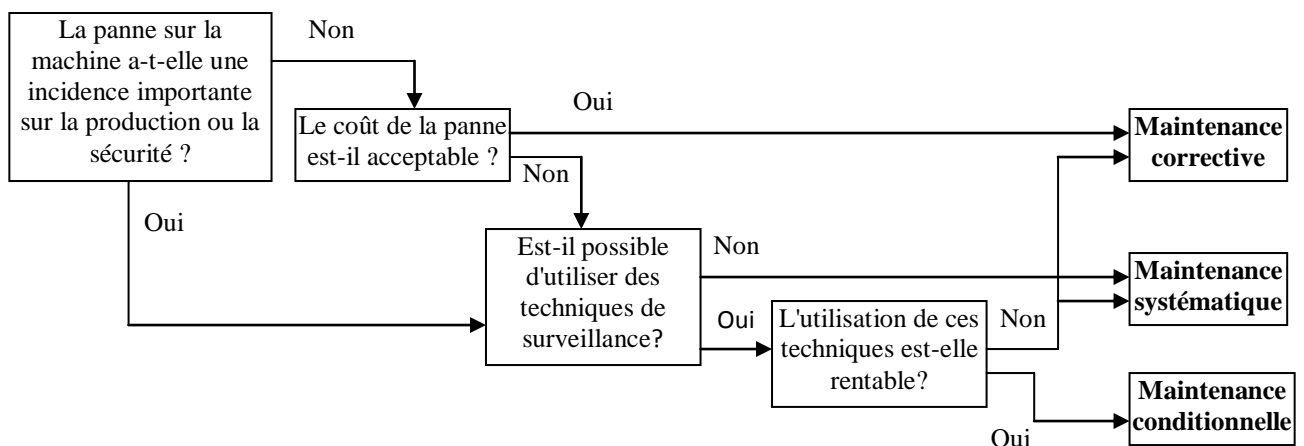 La panne sur la
machine a-t-elle une
incidence importante
sur la production ou la
sécurité ?
Non
Le coût de la panne
est-il acceptable ?
Oui
Non
Maintenance
corrective
Oui
Est-il possible
d'utiliser des
techniques de
surveillance?
Non
Maintenance
systématique
Oui
L'utilisation de ces
techniques est-elle
rentable?
Non
Oui
Maintenance
conditionnelle